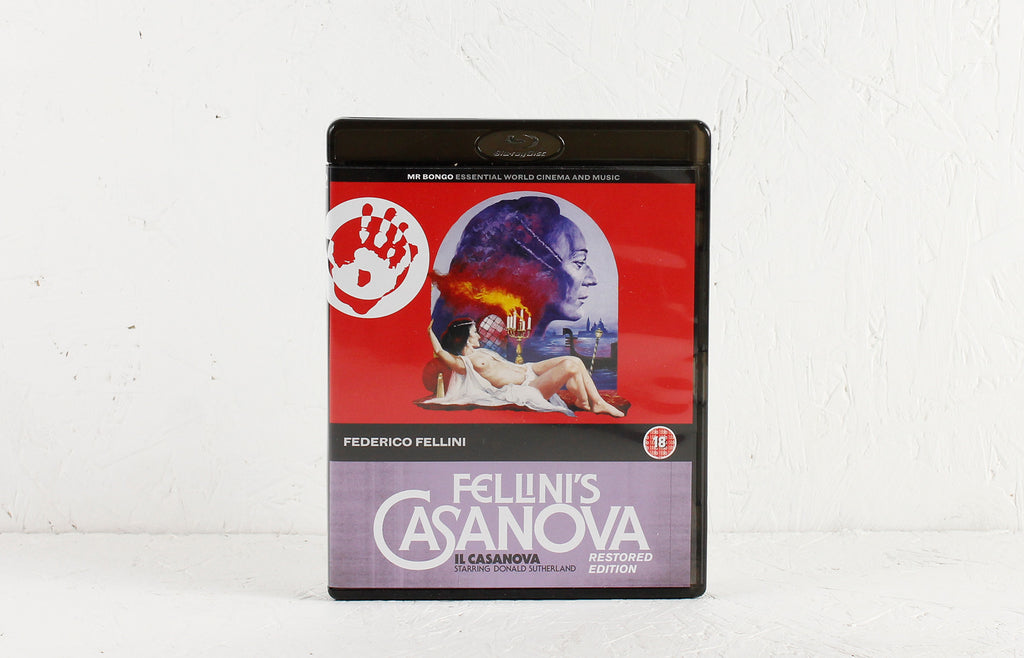 Blu-ray Disc
MR BONGO ESSENTIAL WORLD CINEMA AND MUSIC
FEDERICO FELLINI
18
FELLINI'S
CASANOVA
IL CASANOVA
STARRING DONALD SUTHERLAND
RESTORED
EDITION